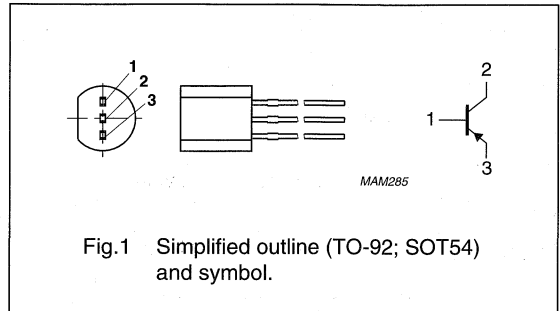 1
2
3
2
1
3
MAM285
Fig.1 Simplified outline (TO-92; SOT54)
and symbol.